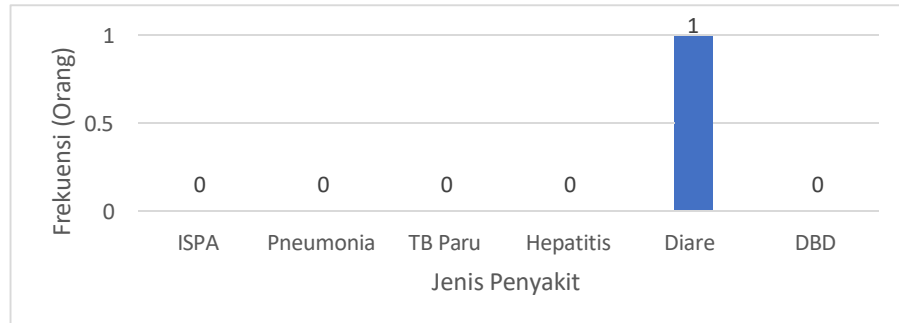 Frekuensi (Orang)
1
0.5
0
0
0
0
0
1
0
ISPA
Pneumonia
TB Paru
Hepatitis
Diare
DBD
Jenis Penyakit